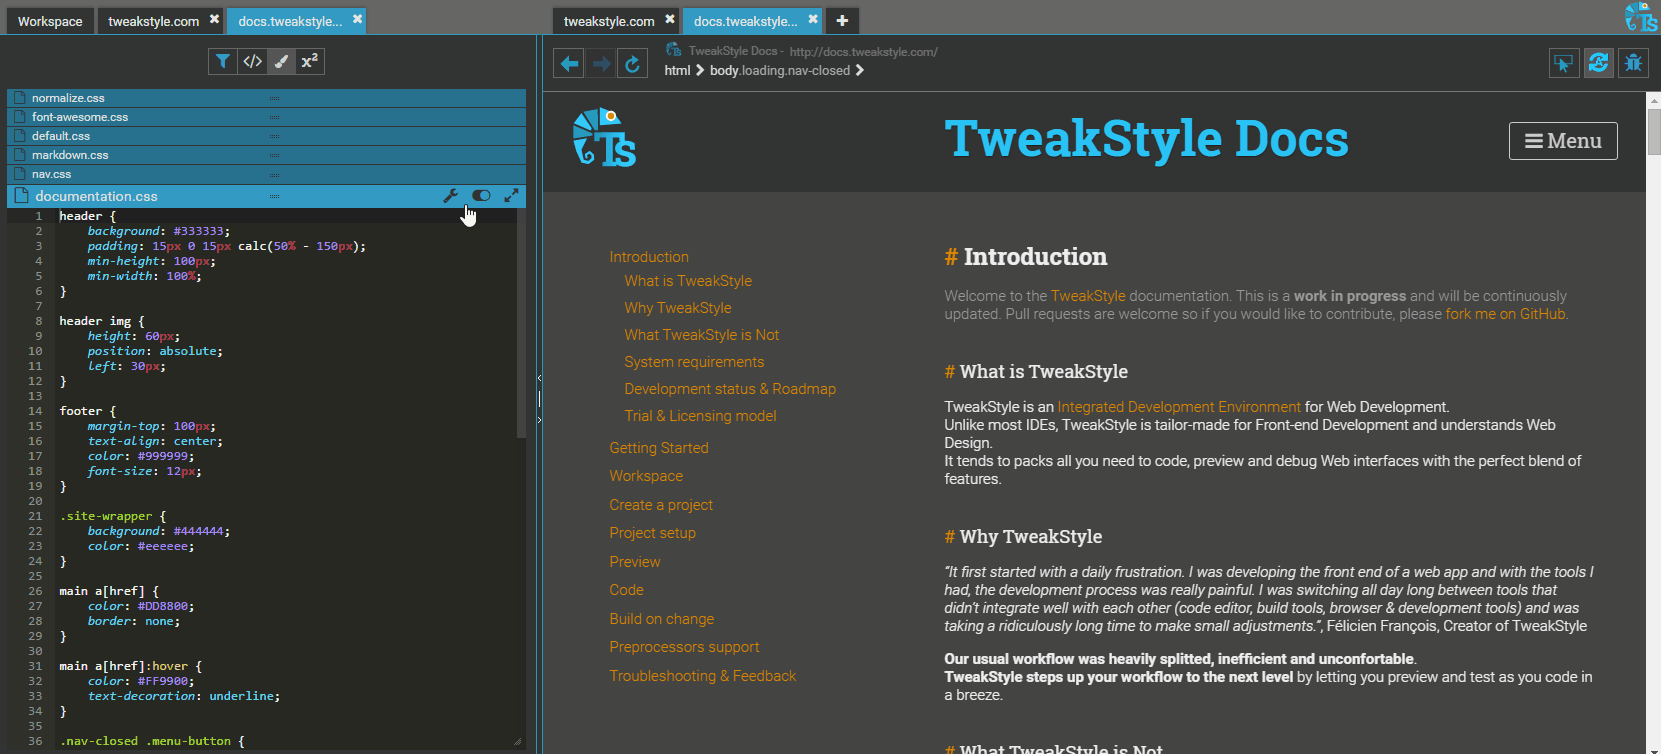 Workspace
tweakstyle.com
docs.tweakstyle...
tweakstyle.com
docs.tweakstyle...
</>
x²
TweakStyle Docs - http://docs.tweakstyle.com/
html > body.loading.nav-closed >
normalize.css
font-awesome.css
default.css
markdown.css
nav.css
documentation.css
1 header {
2 background: #333333;
3 padding: 15px 0 15px calc(50% - 150px);
4 min-height: 100px;
5 min-width: 100%;
6 }
7
8 header img {
9 height: 60px;
10 position: absolute;
11 left: 30px;
12 }
13
14 footer {
15 margin-top: 100px;
16 text-align: center;
17 color: #999999;
18 font-size: 12px;
19 }
20
21 .site-wrapper {
22 background: #444444;
23 color: #eeeeee;
24 }
25
26 main a[href] {
27 color: #DD8800;
28 border: none;
29 }
30
31 main a[href]:hover {
32 color: #FF9900;
33 text-decoration: underline;
34 }
35
36 .nav-closed .menu-button {
Ts
Ts
TweakStyle Docs
Menu
Introduction
What is TweakStyle
Why TweakStyle
What TweakStyle is Not
System requirements
Development status & Roadmap
Trial & Licensing model
Getting Started
Workspace
Create a project
Project setup
Preview
Code
Build on change
Preprocessors support
Troubleshooting & Feedback
# Introduction
Welcome to the TweakStyle documentation. This is a work in progress and will be continuously
updated. Pull requests are welcome so if you would like to contribute, please fork me on GitHub.
# What is TweakStyle
TweakStyle is an Integrated Development Environment for Web Development.
Unlike most IDEs, TweakStyle is tailor-made for Front-end Development and understands Web
Design.
It tends to packs all you need to code, preview and debug Web interfaces with the perfect blend of
features.
# Why TweakStyle
“It first started with a daily frustration. I was developing the front end of a web app and with the tools I
had, the development process was really painful. I was switching all day long between tools that
didn’t integrate well with each other (code editor, build tools, browser & development tools) and was
taking a ridiculously long time to make small adjustments.”, Félicien François, Creator of TweakStyle
Our usual workflow was heavily splitted, inefficient and unconfortable.
TweakStyle steps up your workflow to the next level by letting you preview and test as you code in
a breeze.
# What TweakStyle is Not